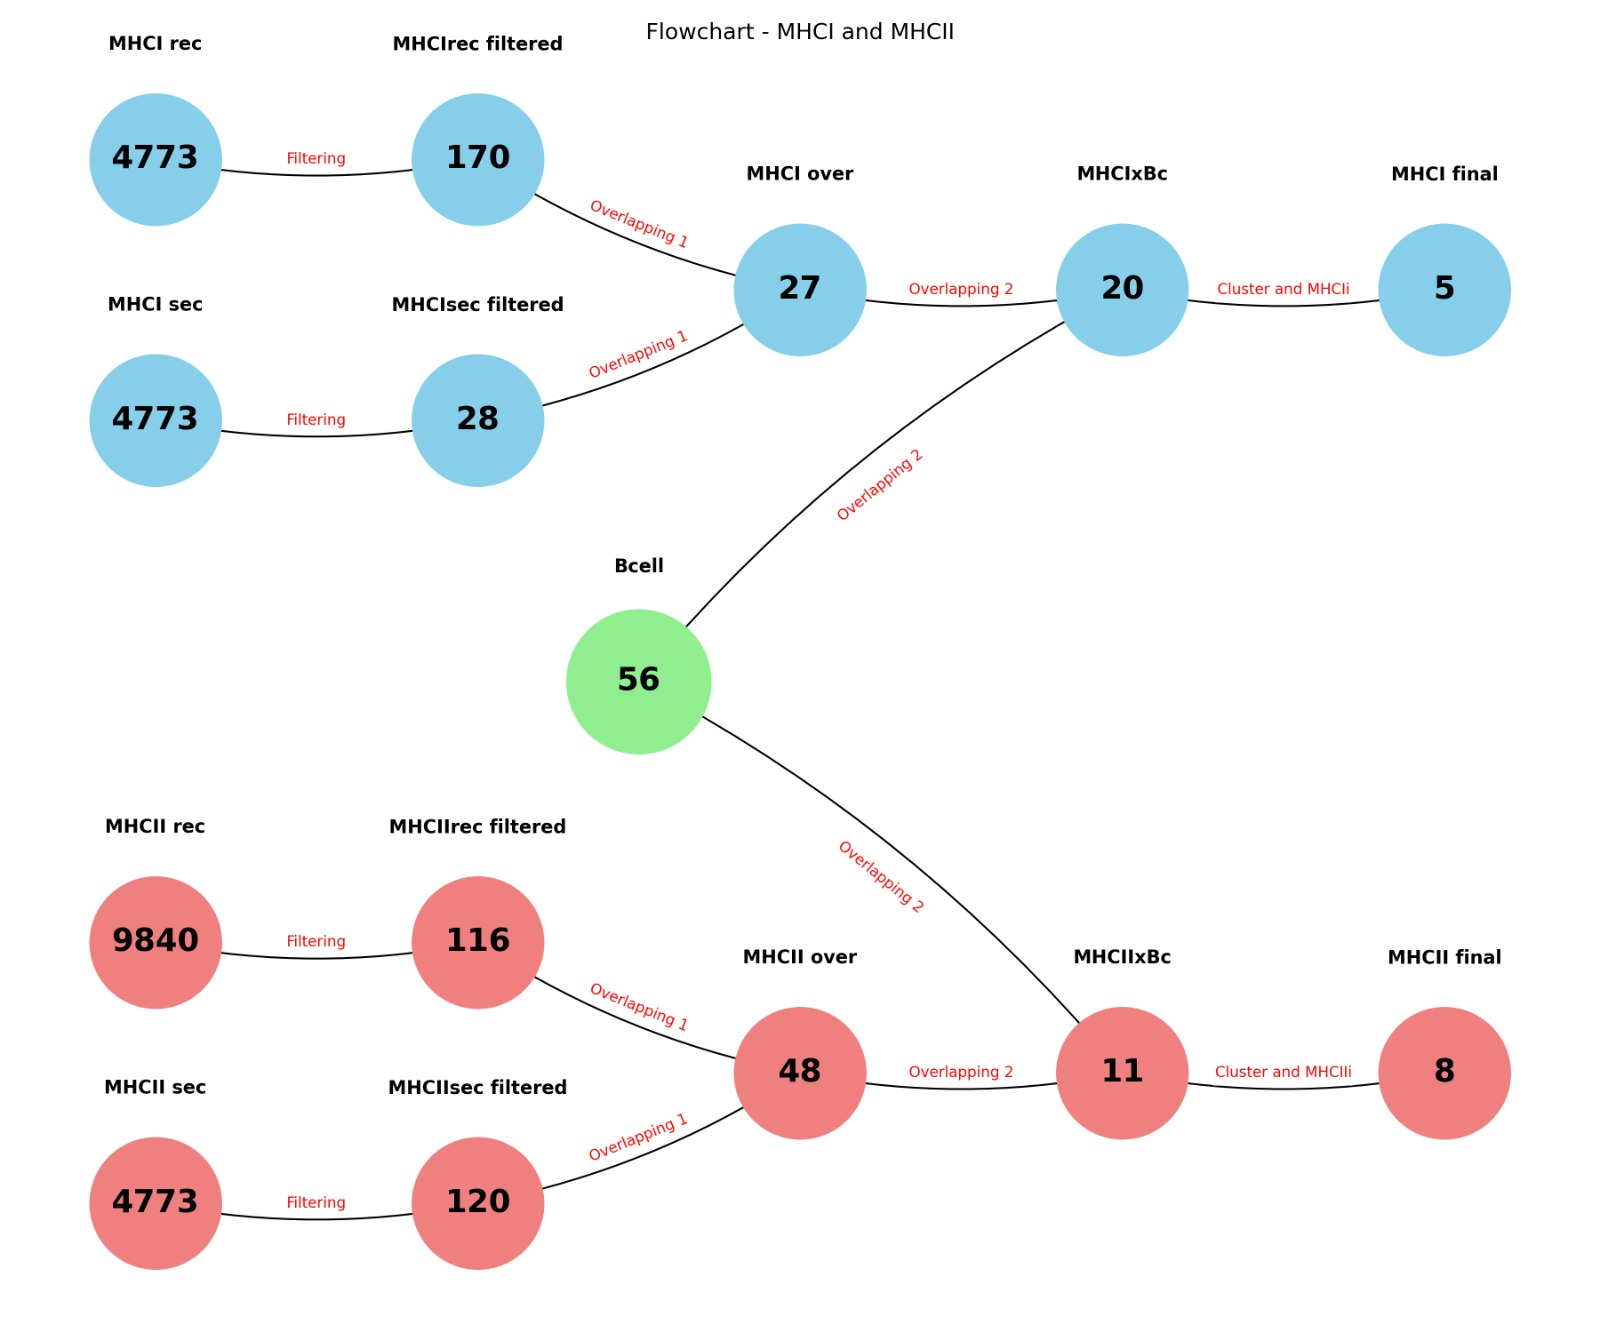 Flowchart - MHCI and MHCII
MHCI rec
MHCIrec filtered
4773
Filtering
170
Overlapping 1
MHCI over
MHCIxBc
MHCI final
27
Overlapping 2
20
Cluster and MHCIi
5
MHCI sec
MHCIsec filtered
4773
Filtering
28
Overlapping 1
Overlapping 2
Bcell
56
Overlapping 2
MHCII rec
MHCIIrec filtered
9840
Filtering
116
Overlapping 1
MHCII over
MHCIIxBc
MHCII final
48
Overlapping 2
11
Cluster and MHCIIi
8
MHCII sec
MHCIIsec filtered
4773
Filtering
120
Overlapping 1